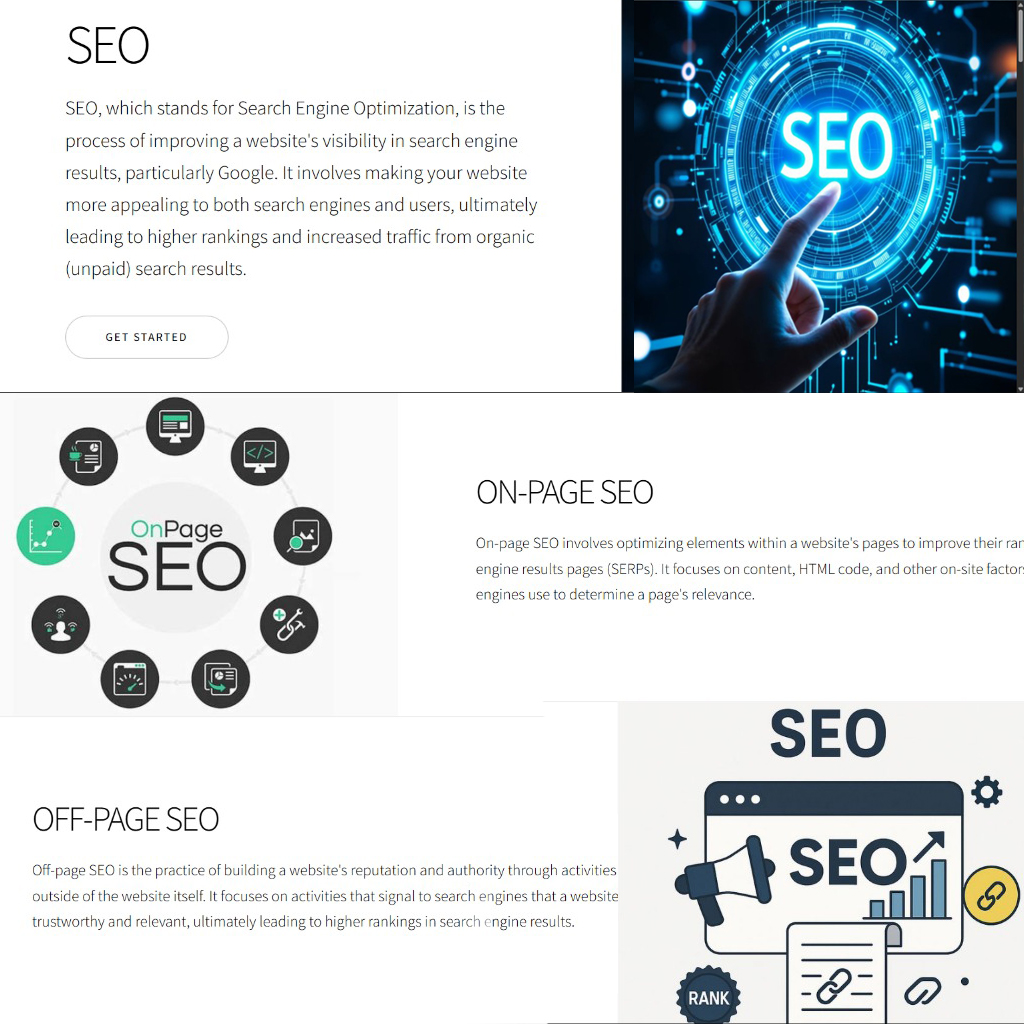 SEO
SEO, which stands for Search Engine Optimization, is the
process of improving a website's visibility in search engine
results, particularly Google. It involves making your website
more appealing to both search engines and users, ultimately
leading to higher rankings and increased traffic from organic
(unpaid) search results.
GET STARTED
SEO
OnPage
SEO
</>
ON-PAGE SEO
On-page SEO involves optimizing elements within a website's pages to improve their
engine results pages (SERPs). It focuses on content, HTML code, and other on-site factors
engines use to determine a page's relevance.
OFF-PAGE SEO
Off-page SEO is the practice of building a website's reputation and authority through activities
outside of the website itself. It focuses on activities that signal to search engines that a website
trustworthy and relevant, ultimately leading to higher rankings in search engine results.
SEO
SEO
RANK